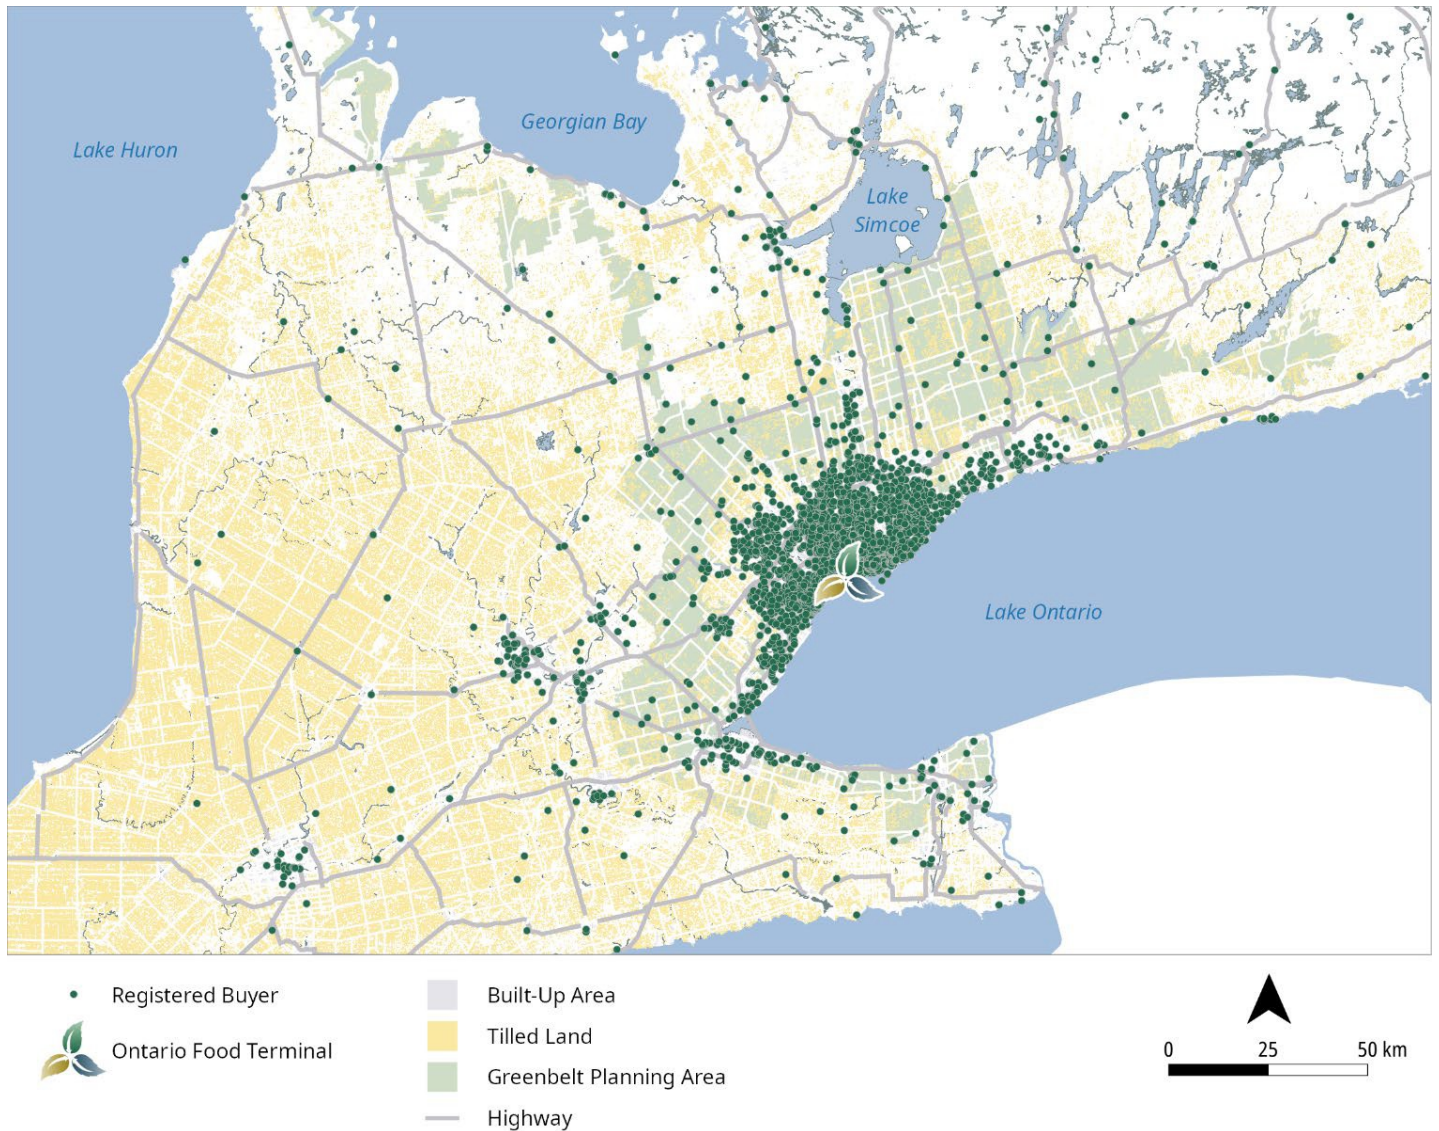 Georgian Bay
Lake Huron
Lake
Simcoe
Lake Ontario
Registered Buyer
Ontario Food Terminal
Built-Up Area
Tilled Land
Greenbelt Planning Area
Highway
0 25 50 km